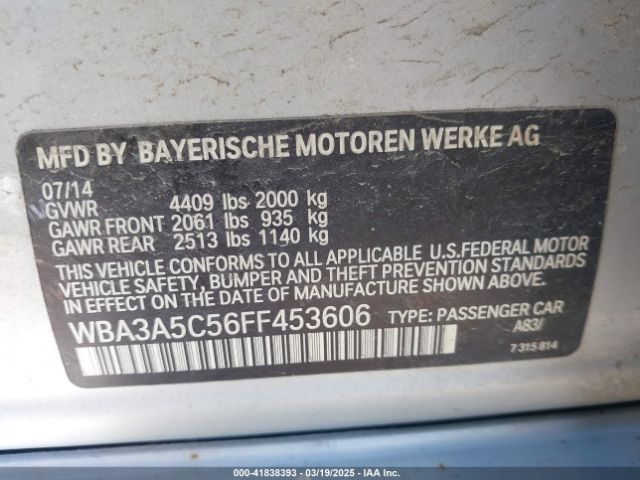 MFD BY BAYERISCHE MOTOREN WERKE AG
07/14
GVWR 4409 lbs 2000 kg
GAWR FRONT 2061 lbs 935 kg
GAWR REAR 2513 lbs 1140 kg
THIS VEHICLE CONFORMS TO ALL APPLICABLE U.S.FEDERAL MOTOR
VEHICLE SAFETY, BUMPER AND THEFT PREVENTION STANDARDS
IN EFFECT ON THE DATE OF MANUFACTURE SHOWN ABOVE.
WBA3A5C56FF453606 TYPE: PASSENGER CAR
A83/
7 315 814
000-41838393 - 03/19/2025 - IAA Inc.